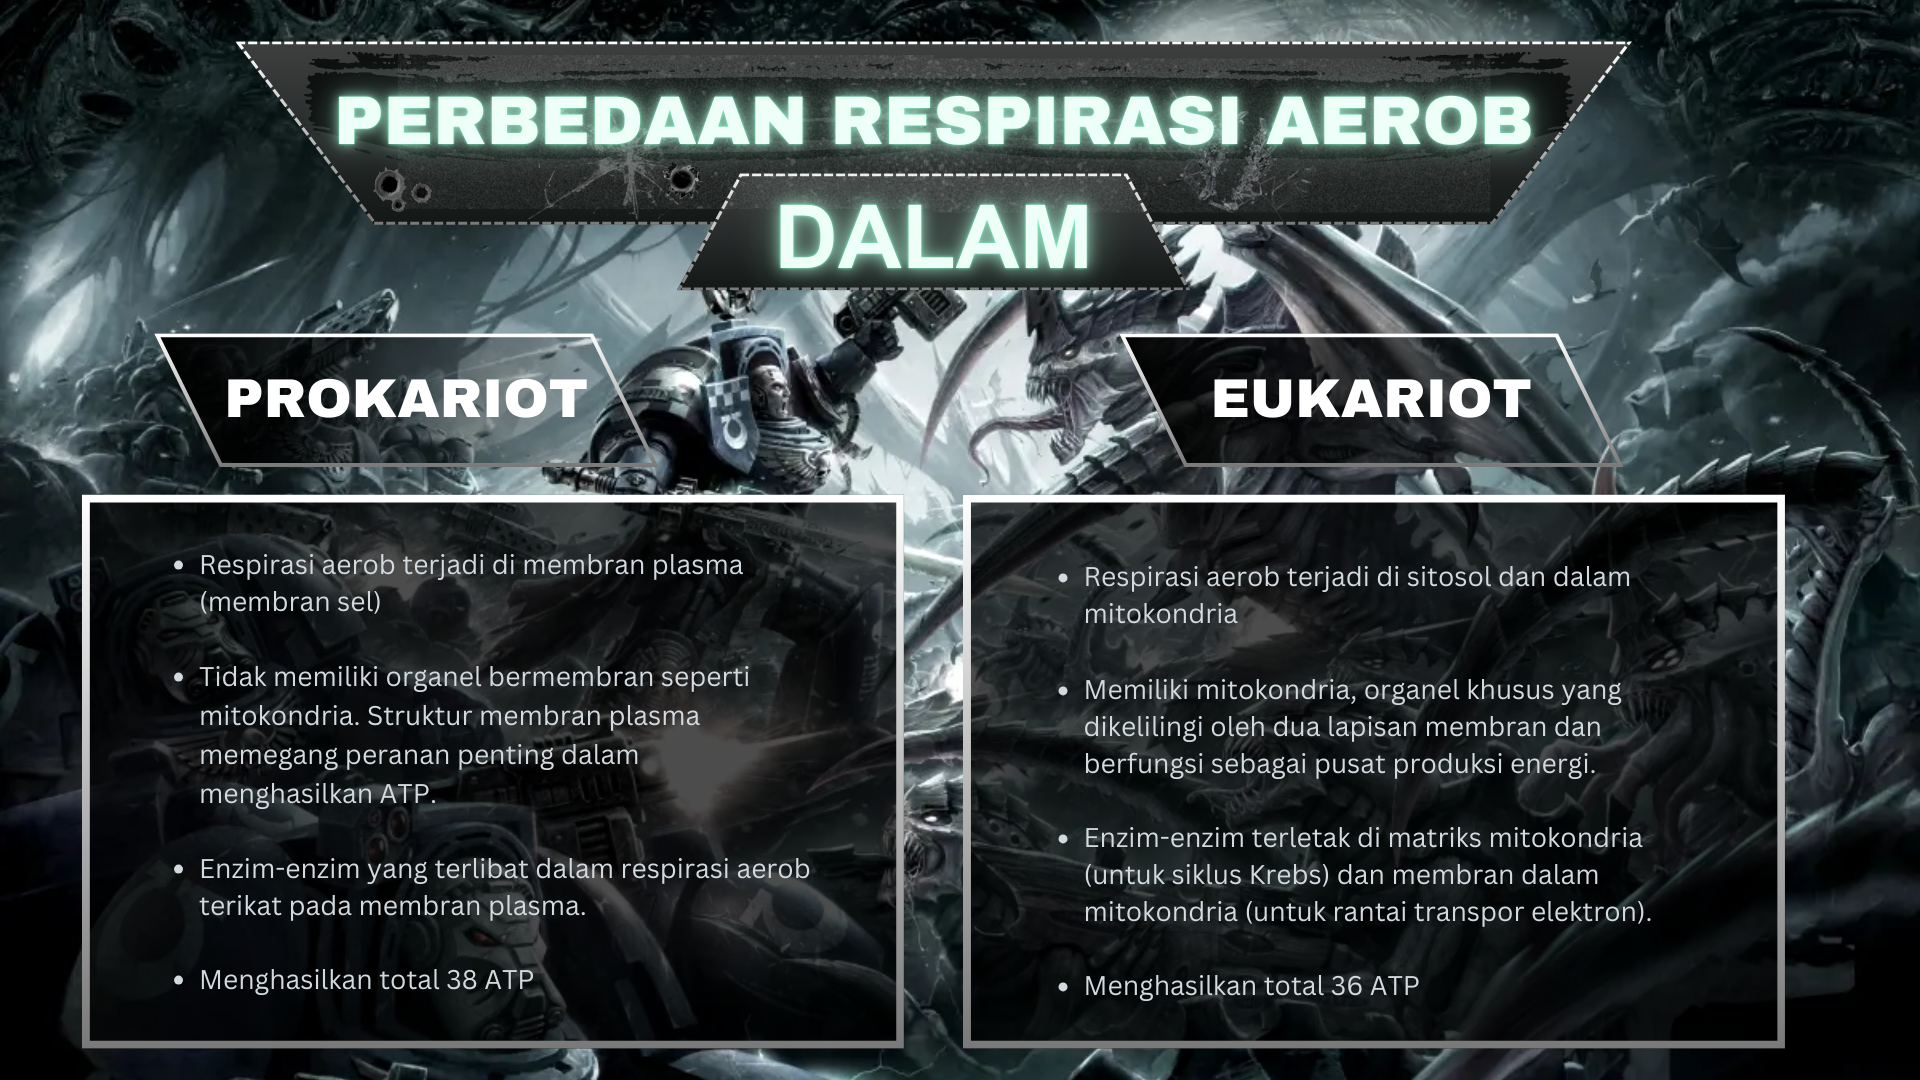 PERBEDAAN RESPIRASI AEROB
DALAM
PROKARIOT
• Respirasi aerob terjadi di membran plasma
(membran sel)
• Tidak memiliki organel bermembran seperti
mitokondria. Struktur membran plasma
memegang peranan penting dalam
menghasilkan ATP.
• Enzim-enzim yang terlibat dalam respirasi aerob
terikat pada membran plasma.
• Menghasilkan total 38 ATP
EUKARIOT
• Respirasi aerob terjadi di sitosol dan dalam
mitokondria
• Memiliki mitokondria, organel khusus yang
dikelilingi oleh dua lapisan membran dan
berfungsi sebagai pusat produksi energi.
• Enzim-enzim terletak di matriks mitokondria
(untuk siklus Krebs) dan membran dalam
mitokondria (untuk rantai transpor elektron).
• Menghasilkan total 36 ATP